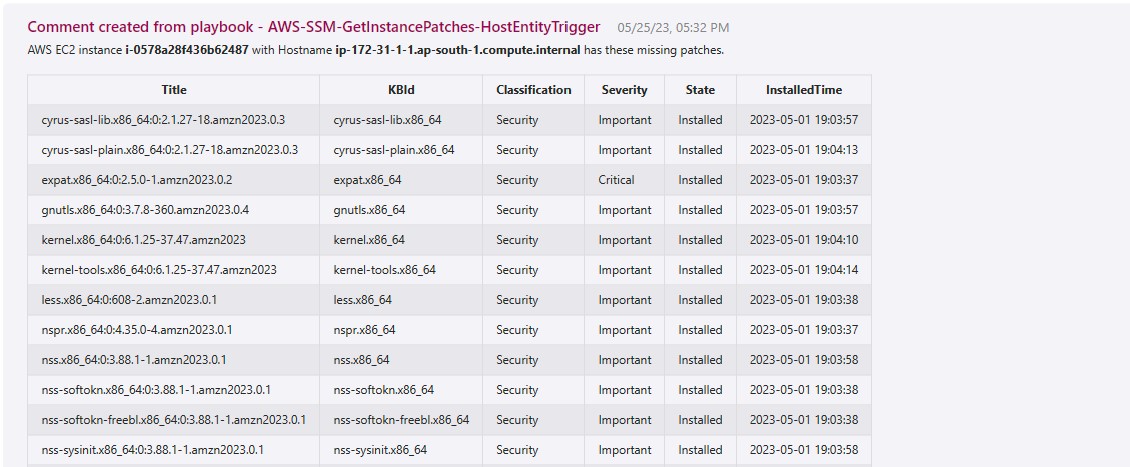 Comment created from playbook - AWS-SSM-GetInstancePatches-HostEntityTrigger 05/25/23, 05:32 PM
AWS EC2 instance i-0578a28f436b62487 with Hostname ip-172-31-1-1.ap-south-1.compute.internal has these missing patches.
Title KBId Classification Severity State InstalledTime
cyrus-sasl-lib.x86_64:0:2.1.27-18.amzn2023.0.3 cyrus-sasl-lib.x86_64 Security Important Installed 2023-05-01 19:03:57
cyrus-sasl-plain.x86_64:0:2.1.27-18.amzn2023.0.3 cyrus-sasl-plain.x86_64 Security Important Installed 2023-05-01 19:04:13
expat.x86_64:0:2.5.0-1.amzn2023.0.2 expat.x86_64 Security Critical Installed 2023-05-01 19:03:37
gnutls.x86_64:0:3.7.8-360.amzn2023.0.4 gnutls.x86_64 Security Important Installed 2023-05-01 19:03:57
kernel.x86_64:0:6.1.25-37.47.amzn2023 kernel.x86_64 Security Important Installed 2023-05-01 19:04:10
kernel-tools.x86_64:0:6.1.25-37.47.amzn2023 kernel-tools.x86_64 Security Important Installed 2023-05-01 19:04:14
less.x86_64:0:608-2.amzn2023.0.1 less.x86_64 Security Important Installed 2023-05-01 19:03:38
nspr.x86_64:0:4.35.0-4.amzn2023.0.1 nspr.x86_64 Security Important Installed 2023-05-01 19:03:37
nss.x86_64:0:3.88.1-1.amzn2023.0.1 nss.x86_64 Security Important Installed 2023-05-01 19:03:58
nss-softokn.x86_64:0:3.88.1-1.amzn2023.0.1 nss-softokn.x86_64 Security Important Installed 2023-05-01 19:03:38
nss-softokn-freebl.x86_64:0:3.88.1-1.amzn2023.0.1 nss-softokn-freebl.x86_64 Security Important Installed 2023-05-01 19:03:38
nss-sysinit.x86_64:0:3.88.1-1.amzn2023.0.1 nss-sysinit.x86_64 Security Important Installed 2023-05-01 19:03:58